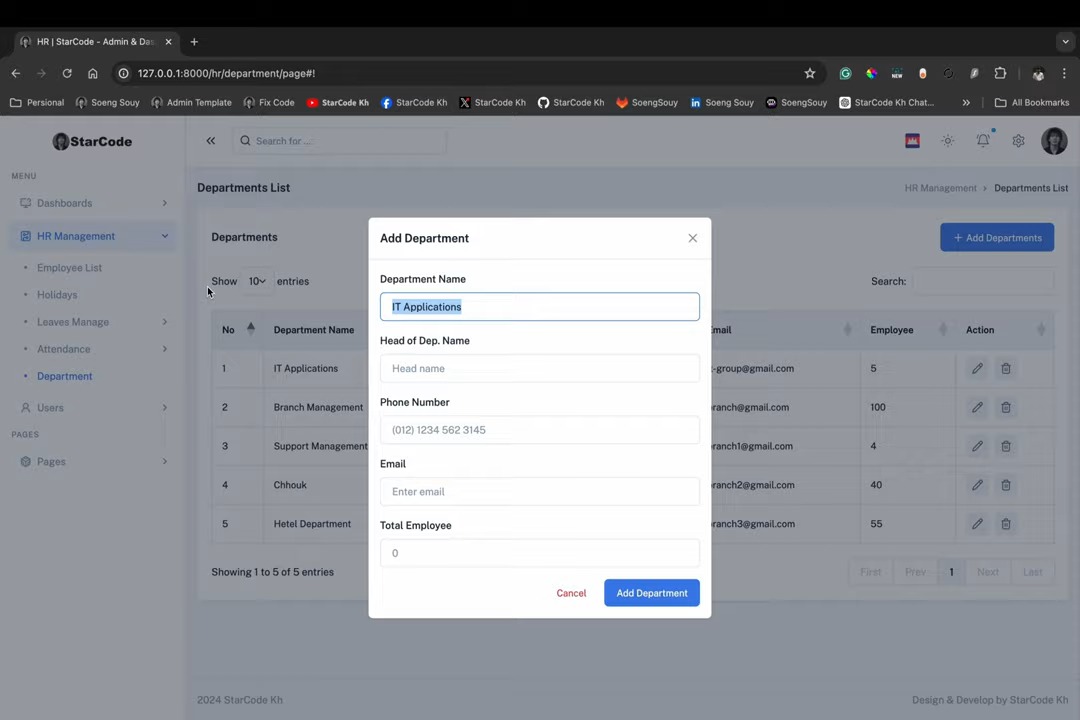 HR | StarCode - Admin & Das
127.0.0.1:8000/hr/department/page#!
NEW
Persional
Soeng Souy
Admin Template
Fix Code
StarCode Kh
StarCode Kh
StarCode Kh
StarCode Kh
SoengSouy
Soeng Souy
SoengSouy
StarCode Kh Chat...
All Bookmarks
StarCode
Search for ...
MENU
Dashboards
HR Management
Employee List
Holidays
Leaves Manage
Attendance
Department
Users
PAGES
Pages
Departments List
HR Management
Departments List
Departments
+ Add Departments
Show 10 entries
Search:
No
Department Name
Email
Employee
Action
1
IT Applications
t-group@gmail.com
5
2
Branch Management
ranch@gmail.com
100
3
Support Management
ranch1@gmail.com
4
4
Chhouk
ranch2@gmail.com
40
5
Hetel Department
ranch3@gmail.com
55
Showing 1 to 5 of 5 entries
First
Prev
1
Next
Last
Add Department
Department Name
IT Applications
Head of Dep. Name
Head name
Phone Number
(012) 1234 562 3145
Email
Enter email
Total Employee
0
Cancel
Add Department
2024 StarCode Kh
Design & Develop by StarCode Kh